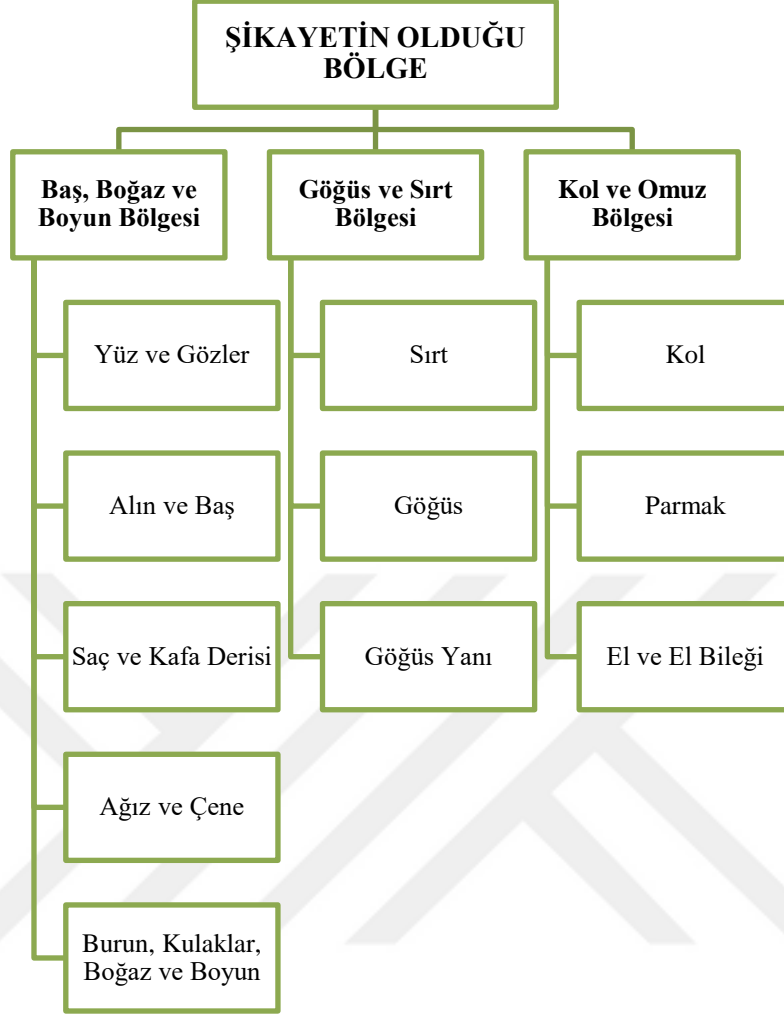 ŞİKAYETİN OLDUĞU
BÖLGE
Baş, Boğaz ve
Boyun Bölgesi
Yüz ve Gözler
Alın ve Baş
Saç ve Kafa Derisi
Ağız ve Çene
Burun, Kulaklar,
Boğaz ve Boyun
Göğüs ve Sırt
Bölgesi
Sırt
Göğüs
Göğüs Yanı
Kol ve Omuz
Bölgesi
Kol
Parmak
El ve El Bileği